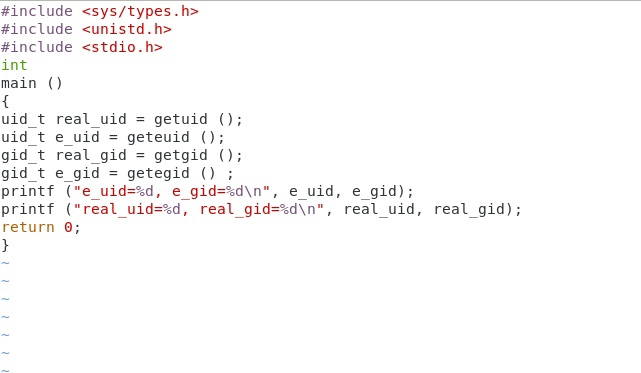 #include <sys/types.h>
#include <unistd.h>
#include <stdio.h>
int
main ()
{
uid_t real_uid = getuid ();
uid_t e_uid = geteuid ();
gid_t real_gid = getgid ();
gid_t e_gid = getegid () ;
printf ("e_uid=%d, e_gid=%d\n", e_uid, e_gid);
printf ("real_uid=%d, real_gid=%d\n", real_uid, real_gid);
return 0;
}
~
~
~
~
~
~
~